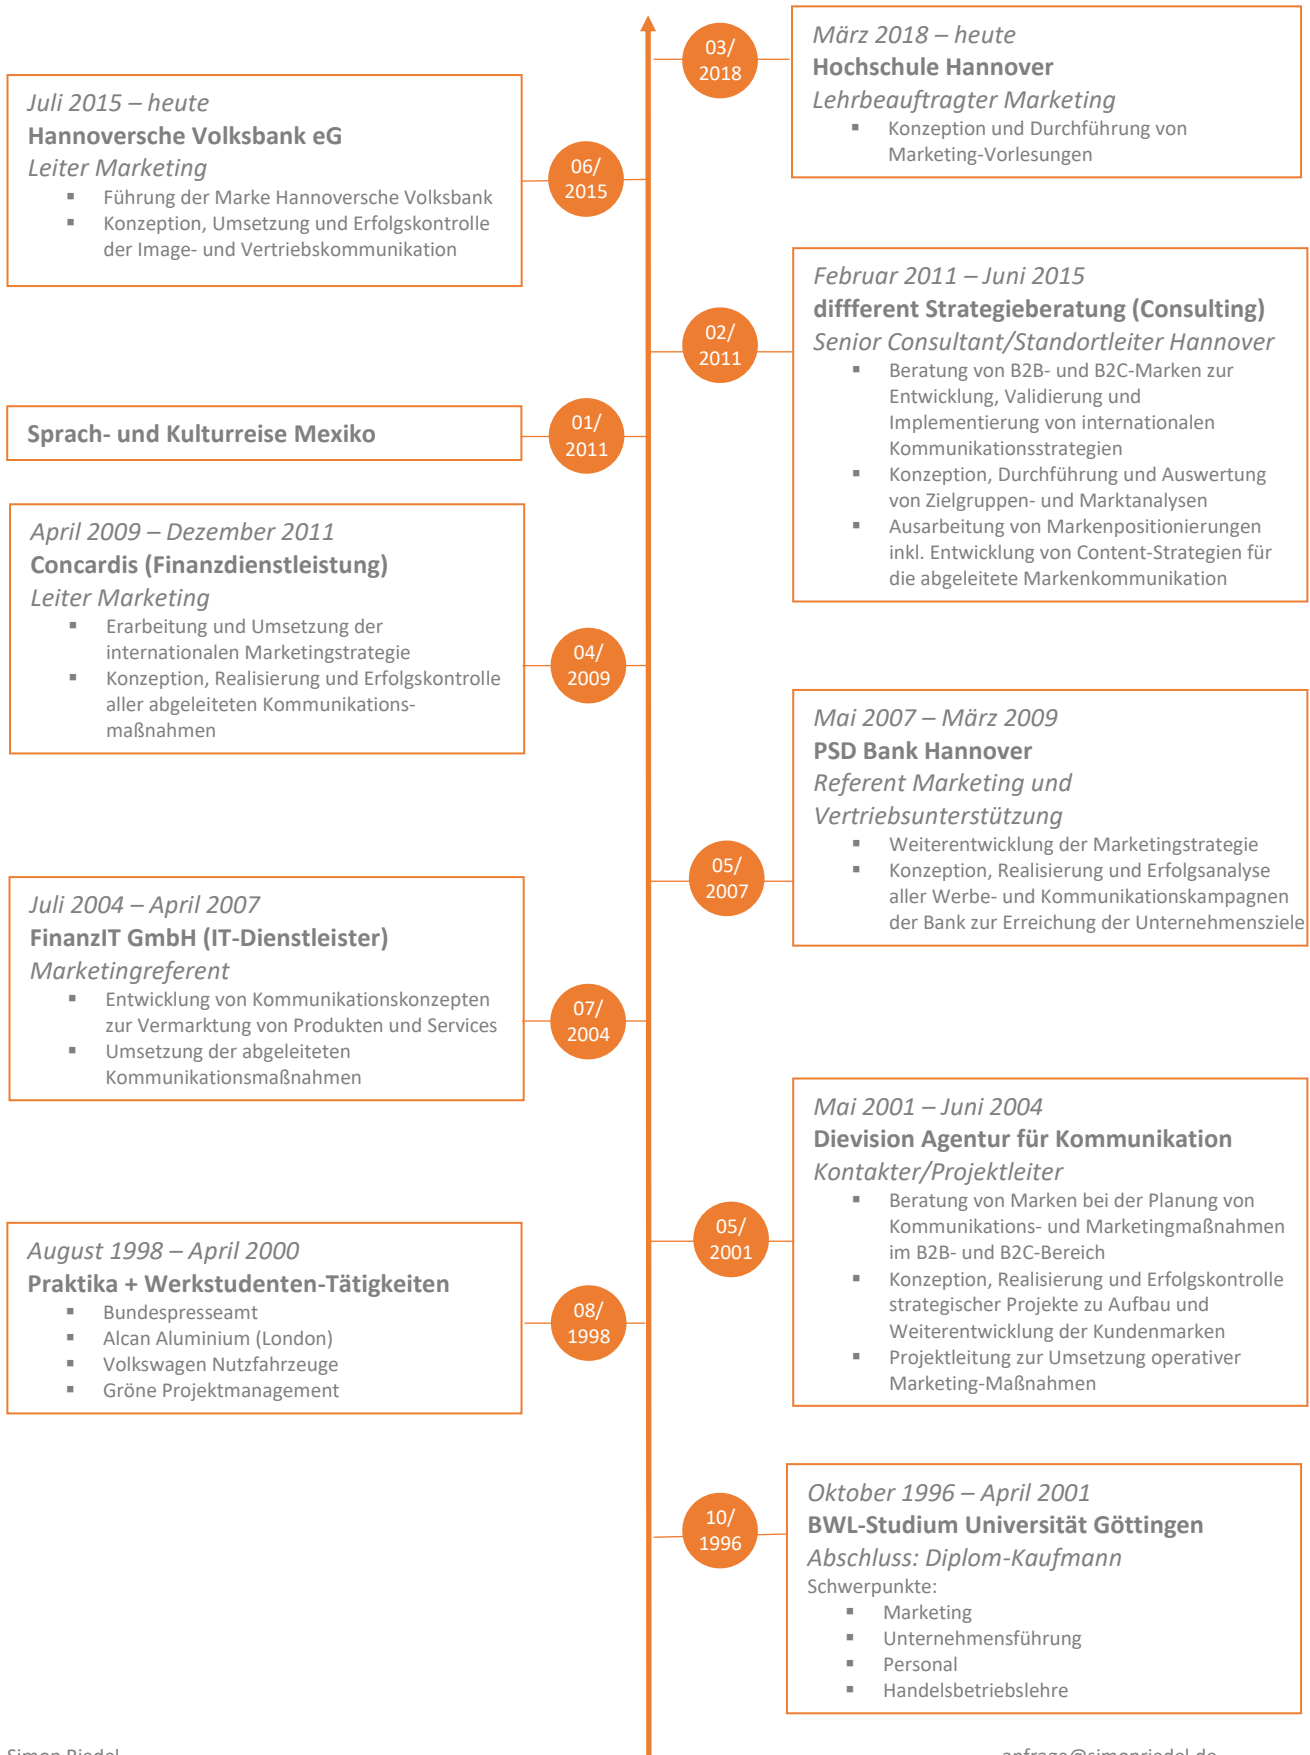 03/
2018
März 2018 – heute
Hochschule Hannover
Lehrbeauftragter Marketing
▪ Konzeption und Durchführung von
Marketing-Vorlesungen
Juli 2015 – heute
Hannoversche Volksbank eG
Leiter Marketing
▪ Führung der Marke Hannoversche Volksbank
▪ Konzeption, Umsetzung und Erfolgskontrolle
der Image- und Vertriebskommunikation
06/
2015
Februar 2011 – Juni 2015
diffferent Strategieberatung (Consulting)
Senior Consultant/Standortleiter Hannover
▪ Beratung von B2B- und B2C-Marken zur
Entwicklung, Validierung und
Implementierung von internationalen
Kommunikationsstrategien
▪ Konzeption, Durchführung und Auswertung
von Zielgruppen- und Marktanalysen
▪ Ausarbeitung von Markenpositionierungen
inkl. Entwicklung von Content-Strategien für
die abgeleitete Markenkommunikation
02/
2011
Sprach- und Kulturreise Mexiko
01/
2011
April 2009 – Dezember 2011
Concardis (Finanzdienstleistung)
Leiter Marketing
▪ Erarbeitung und Umsetzung der
internationalen Marketingstrategie
▪ Konzeption, Realisierung und Erfolgskontrolle
aller abgeleiteten Kommunikations-
maßnahmen
04/
2009
Mai 2007 – März 2009
PSD Bank Hannover
Referent Marketing und
Vertriebsunterstützung
▪ Weiterentwicklung der Marketingstrategie
▪ Konzeption, Realisierung und Erfolgsanalyse
aller Werbe- und Kommunikationskampagnen
der Bank zur Erreichung der Unternehmensziele
05/
2007
Juli 2004 – April 2007
FinanzIT GmbH (IT-Dienstleister)
Marketingreferent
▪ Entwicklung von Kommunikationskonzepten
zur Vermarktung von Produkten und Services
▪ Umsetzung der abgeleiteten
Kommunikationsmaßnahmen
07/
2004
Mai 2001 – Juni 2004
Dievision Agentur für Kommunikation
Kontakter/Projektleiter
▪ Beratung von Marken bei der Planung von
Kommunikations- und Marketingmaßnahmen
im B2B- und B2C-Bereich
▪ Konzeption, Realisierung und Erfolgskontrolle
strategischer Projekte zu Aufbau und
Weiterentwicklung der Kundenmarken
▪ Projektleitung zur Umsetzung operativer
Marketing-Maßnahmen
05/
2001
August 1998 – April 2000
Praktika + Werkstudenten-Tätigkeiten
▪ Bundespresseamt
▪ Alcan Aluminium (London)
▪ Volkswagen Nutzfahrzeuge
▪ Gröne Projektmanagement
08/
1998
10/
1996
Oktober 1996 – April 2001
BWL-Studium Universität Göttingen
Abschluss: Diplom-Kaufmann
Schwerpunkte:
▪ Marketing
▪ Unternehmensführung
▪ Personal
▪ Handelsbetriebslehre
Simon Riedel
anfrage@simonriedel.de